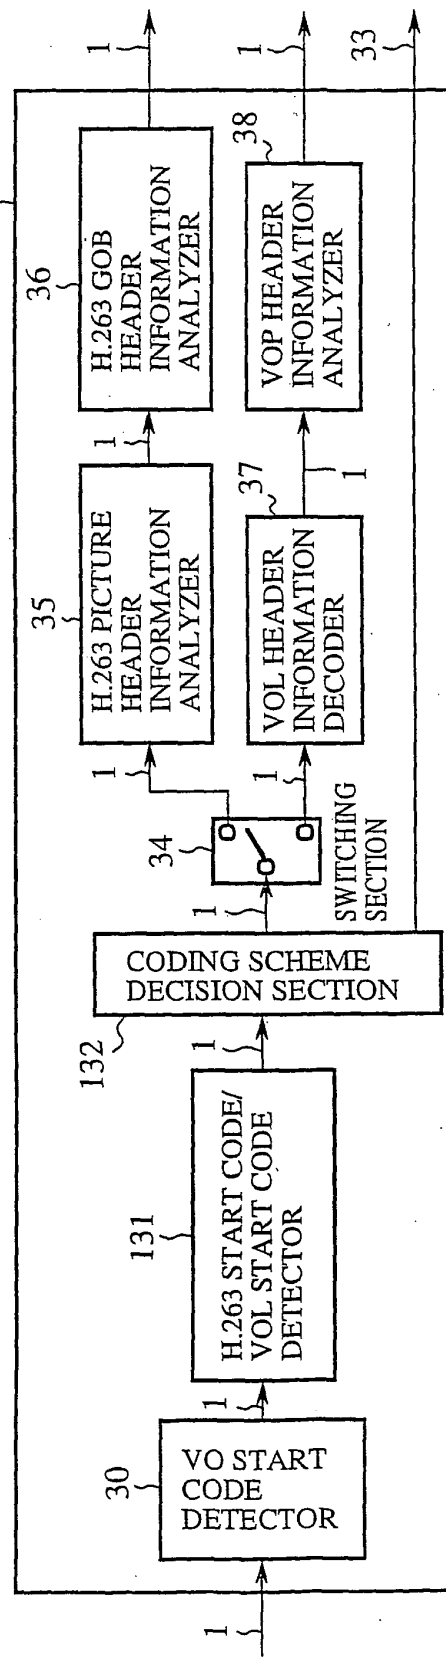 1
30
VO START
CODE
DETECTOR
1
131
H.263 START CODE/
VOL START CODE
DETECTOR
1
132
CODING SCHEME
DECISION SECTION
1
34
SWITCHING
SECTION
1
35
H.263 PICTURE
HEADER
INFORMATION
ANALYZER
1
36
H.263 GOB
HEADER
INFORMATION
ANALYZER
1
1
37
VOL HEADER
INFORMATION
DECODER
1
38
VOP HEADER
INFORMATION
ANALYZER
1
33